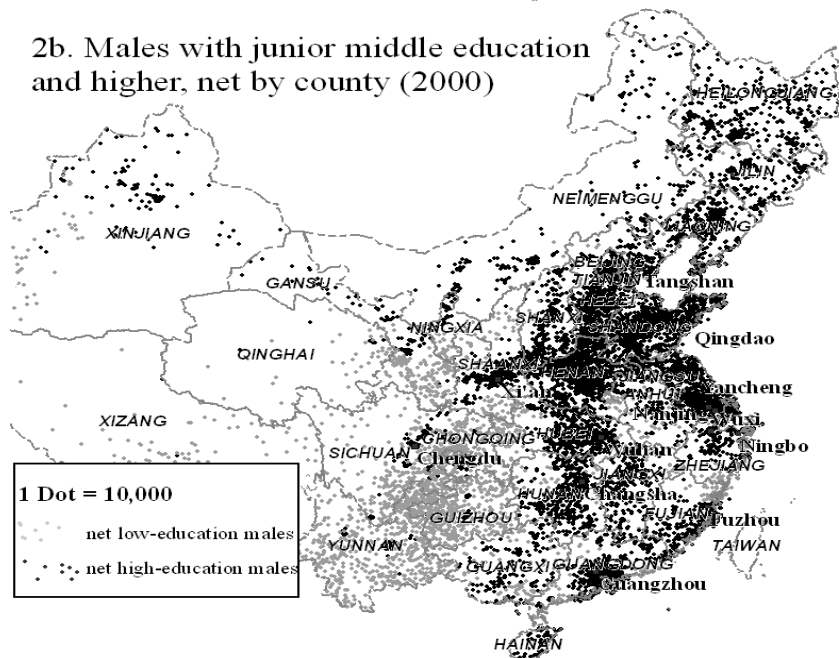 2b. Males with junior middle education
and higher, net by county (2000)
HEILONGJIANG
JILIN
NEIMENGGU
LIAONING
XINJIANG
BEIJING
TIANJIN
Tangshan
GANSU
HEBEI
NINGXIA
SHANXI
SHANDONG
Qingdao
QINGHAI
SHAANXI
HENAN
JIANGSU
Xi'an
ANHUI
Yancheng
Nanjing
Wuxi
XIZANG
CHONGQING
HUBEI
SICHUAN
Chengdu
Wuhan
Ningbo
ZHEJIANG
JIANGXI
1 Dot = 10,000
HUNAN
Changsha
net low-education males
GUIZHOU
FUJIAN
Fuzhou
YUNNAN
TAIWAN
net high-education males
GUANGXI
GUANGDONG
Guangzhou
HAINAN